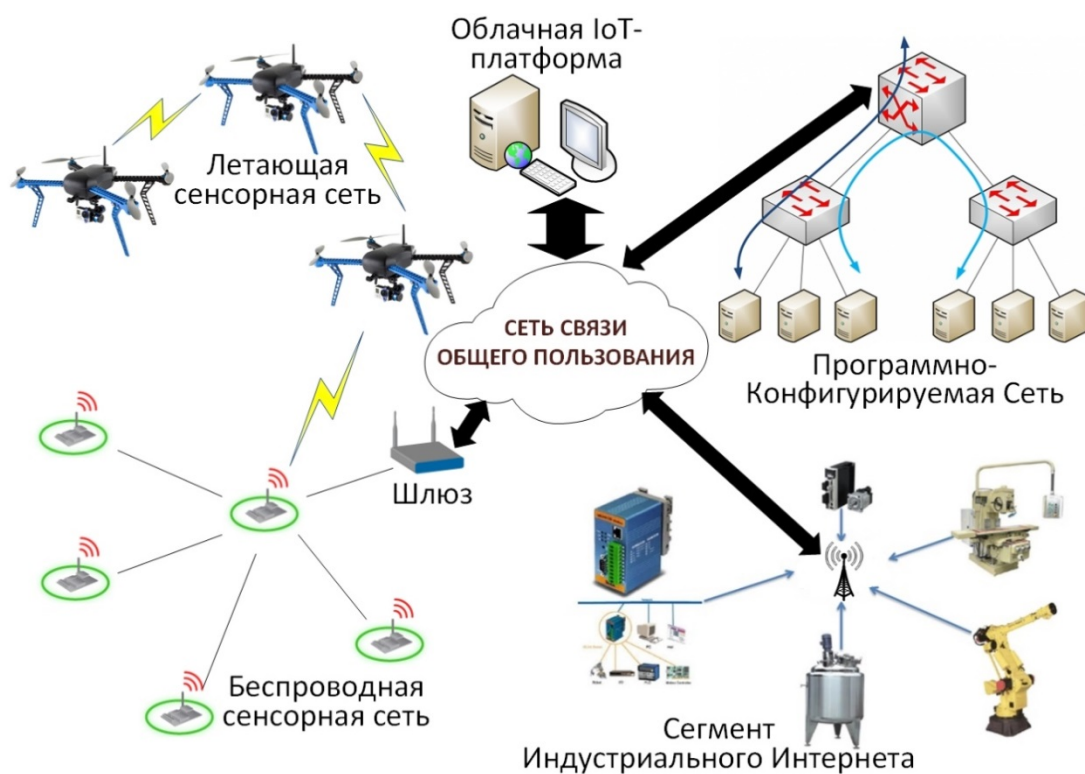 Облачная IoT-
платформа
Летающая
сенсорная сеть
СЕТЬ СВЯЗИ
ОБЩЕГО ПОЛЬЗОВАНИЯ
Программно-
Конфигурируемая Сеть
Шлюз
Беспроводная
сенсорная сеть
Сегмент
Индустриального Интернета